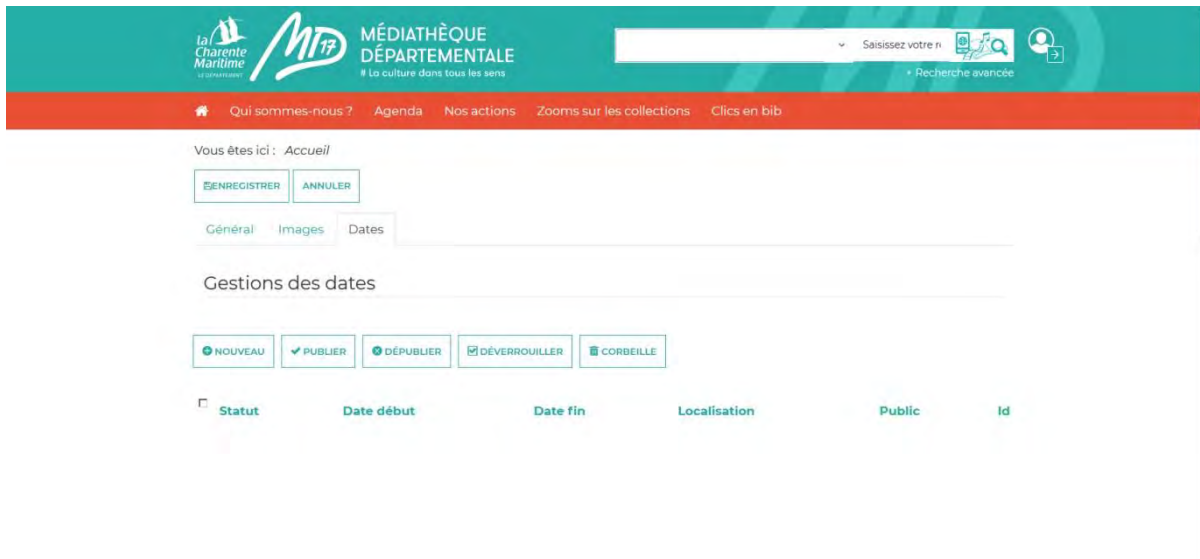 la
Charente
Maritime
LE DÉPARTEMENT
MD17
MÉDIATHÈQUE
DÉPARTEMENTALE
# La culture dans tous les sens
Saisissez votre r
+ Recherche avancée
Qui sommes-nous ? Agenda Nos actions Zooms sur les collections Clics en bib
Vous êtes ici : Accueil
ENREGISTRER ANNULER
Général Images Dates
Gestions des dates
NOUVEAU PUBLIER DÉPUBLIER DÉVERROUILLER CORBEILLE
Statut Date début Date fin Localisation Public Id